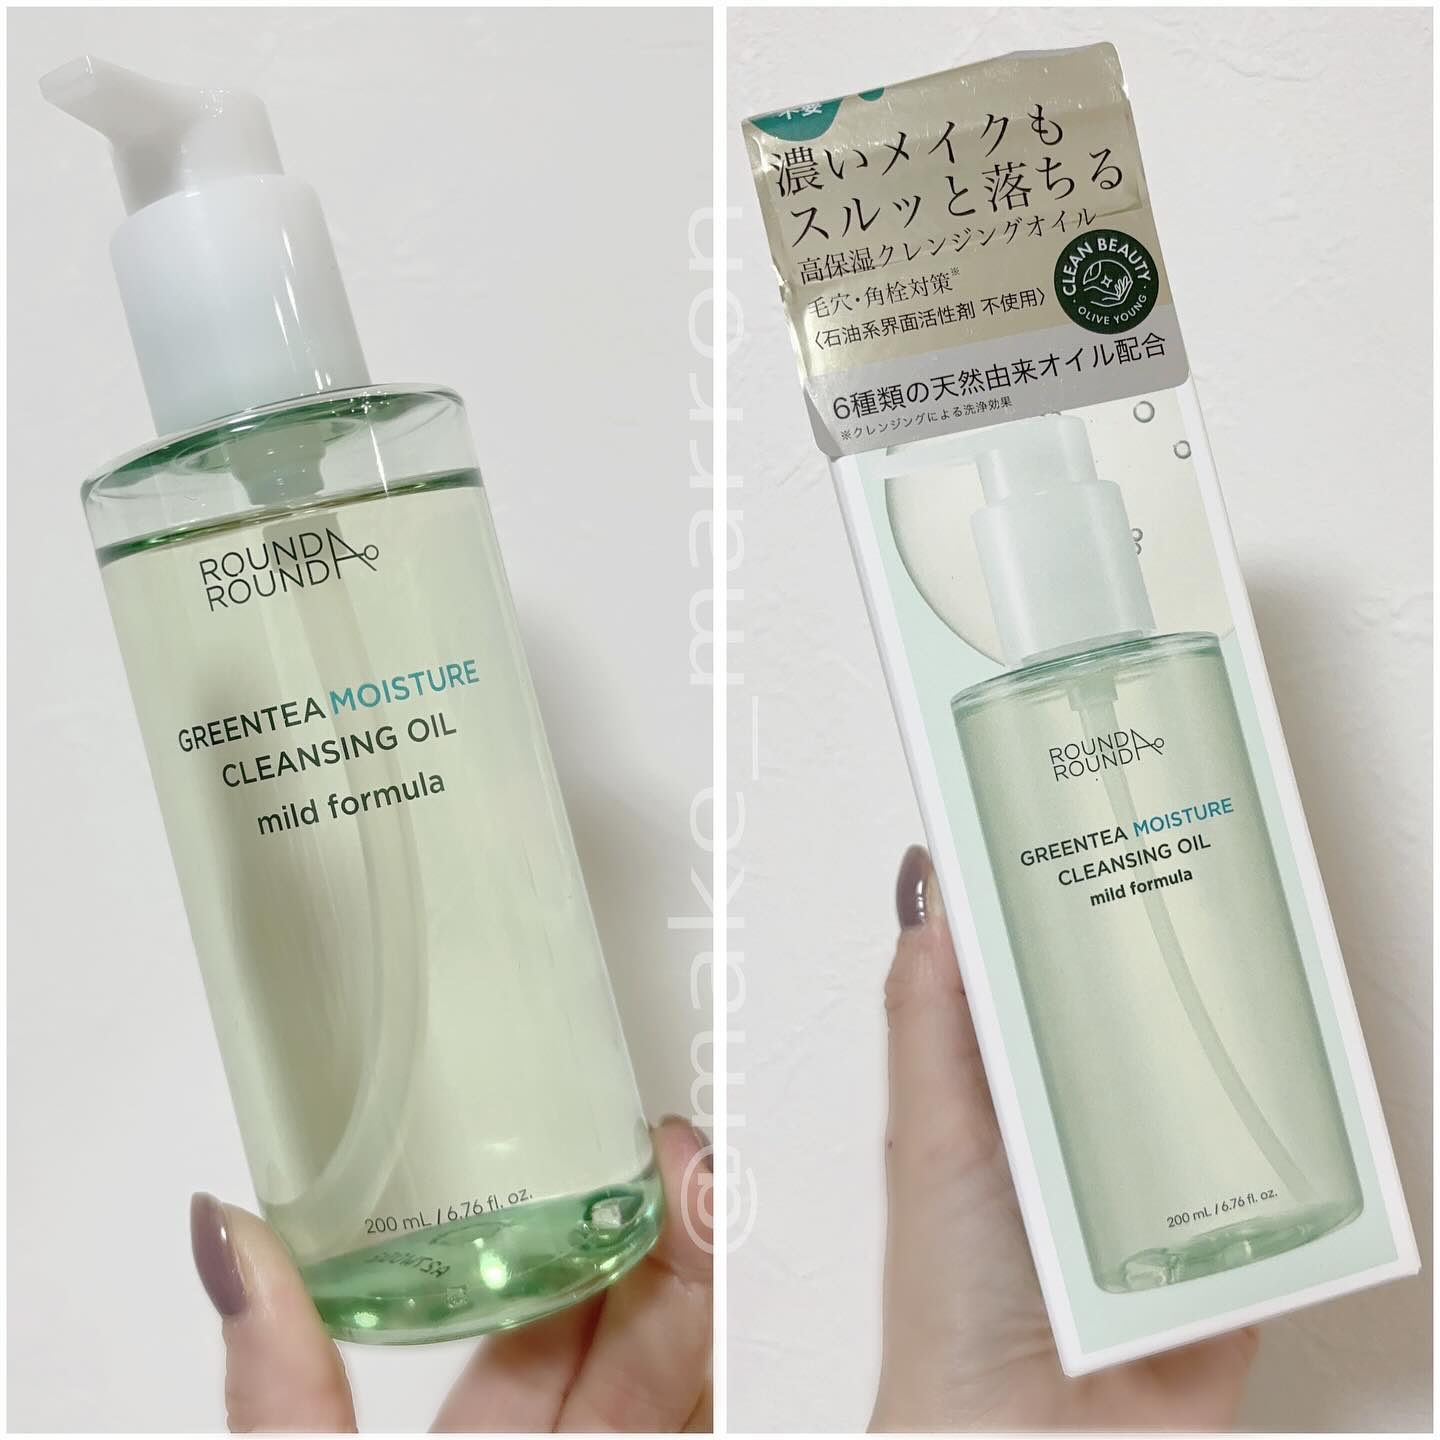 ROUND A
ROUND
GREENTEA MOISTURE
CLEANSING OIL
mild formula
200 mL / 6.76 fl. oz.
@make_marron
不要
濃いメイクも
スルッと落ちる
高保湿クレンジングオイル
毛穴・角栓対策※
〈石油系界面活性剤 不使用〉
CLEAN BEAUTY
OLIVE YOUNG
6種類の天然由来オイル配合
※クレンジングによる洗浄効果
ROUND A
ROUND
GREENTEA MOISTURE
CLEANSING OIL
mild formula
200 mL / 6.76 fl. oz.